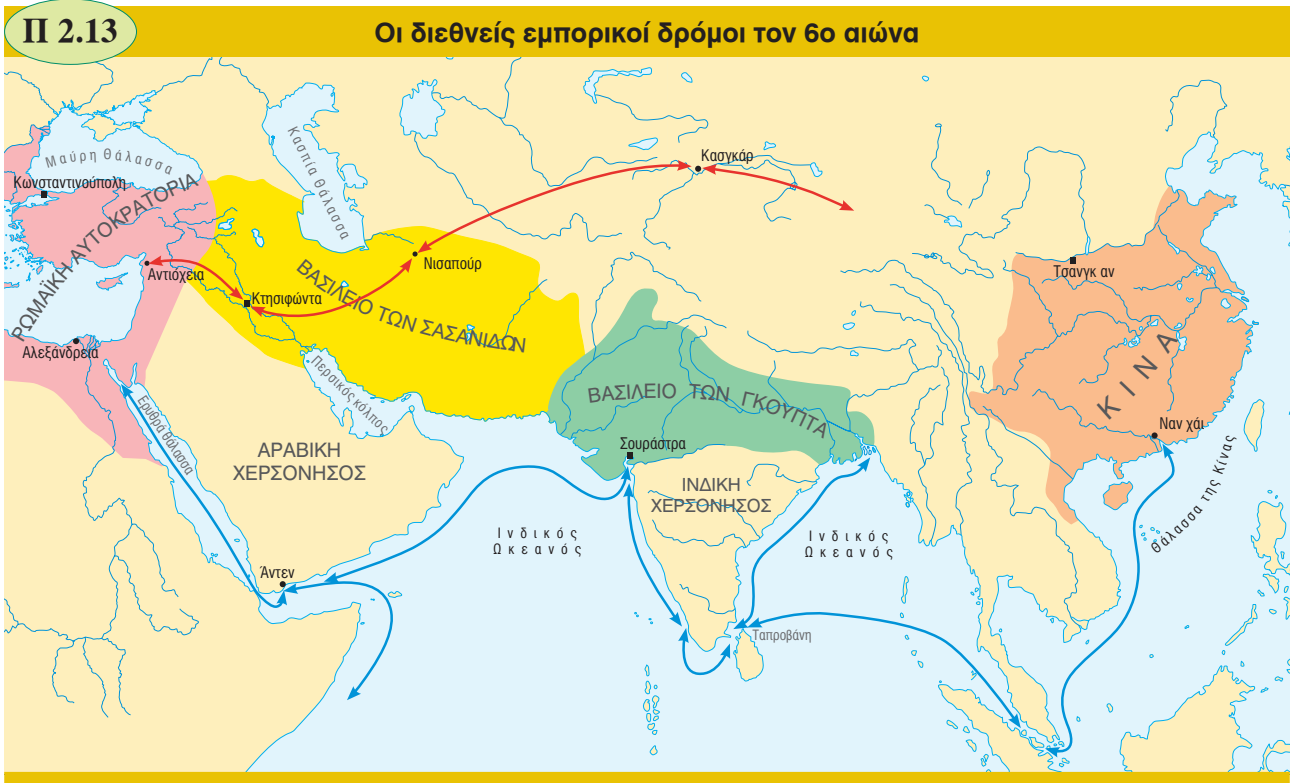 Π 2.13
Οι διεθνείς εμπορικοί δρόμοι τον 6ο αιώνα
Μαύρη θάλασσα
Κωνσταντινούπολη
Κασπία θάλασσα
Κασγκάρ
ΡΩΜΑΪΚΗ ΑΥΤΟΚΡΑΤΟΡΙΑ
Αντιόχεια
Νισαπούρ
Κτησιφώντα
ΒΑΣΙΛΕΙΟ ΤΩΝ ΣΑΣΑΝΙΔΩΝ
Τσανγκ αν
Αλεξάνδρεια
Περσικός κόλπος
ΒΑΣΙΛΕΙΟ ΤΩΝ ΓΚΟΥΠΤΑ
ΚΙΝΑ
Ερυθρά θάλασσα
ΑΡΑΒΙΚΗ
ΧΕΡΣΟΝΗΣΟΣ
Σουράστρα
Ναν χάι
ΙΝΔΙΚΗ
ΧΕΡΣΟΝΗΣΟΣ
Θάλασσα της Κίνας
Ινδικός
Ωκεανός
Ινδικός
Ωκεανός
Άντεν
Ταπροβάνη